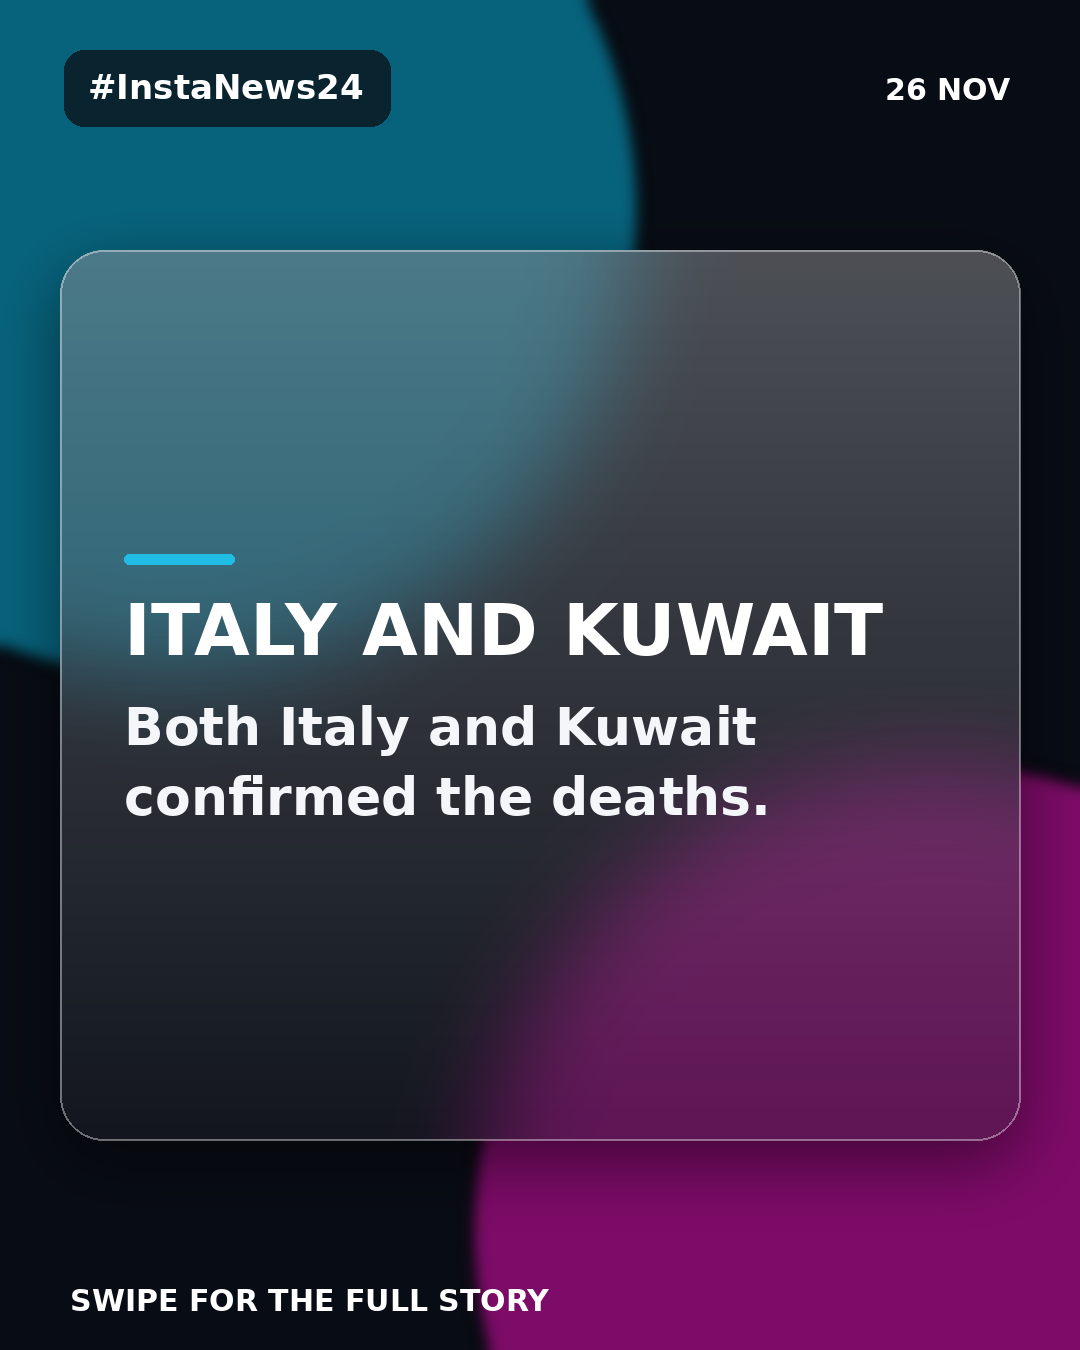 #InstaNews24
26 NOV
ITALY AND KUWAIT
Both Italy and Kuwait
confirmed the deaths.
SWIPE FOR THE FULL STORY